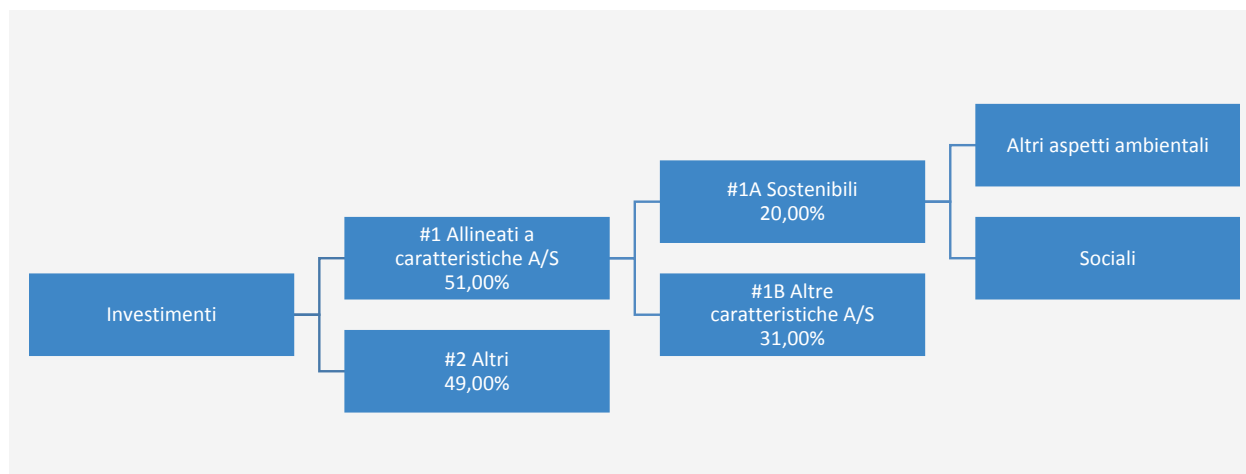 Investimenti
#1 Allineati a
caratteristiche A/S
51,00%
#2 Altri
49,00%
#1A Sostenibili
20,00%
#1B Altre
caratteristiche A/S
31,00%
Altri aspetti ambientali
Sociali